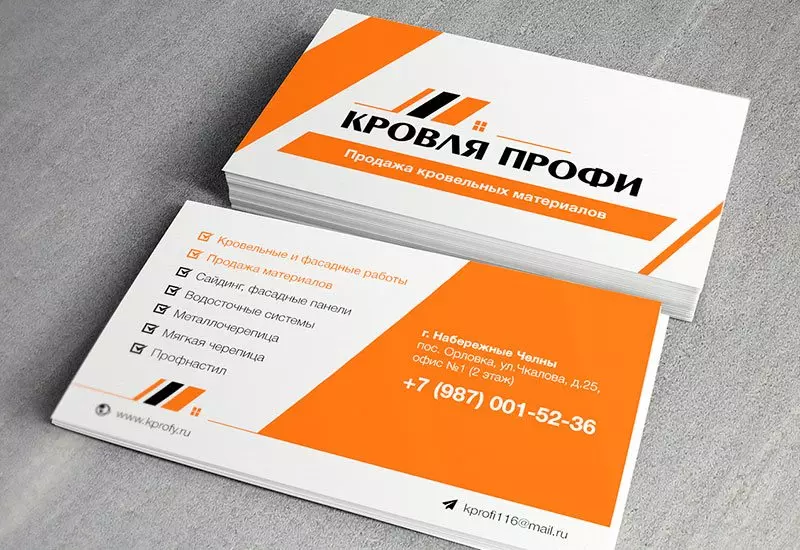 КРОВЛЯ ПРОФИ
Продажа кровельных материалов
Кровельные и фасадные работы
Продажа материалов
Сайдинг, фасадные панели
Водосточные системы
Металлочерепица
Мягкая черепица
Профнастил
www.kprofy.ru
г. Набережные Челны
пос. Орловка, ул.Чкалова, д.25,
офис №1 (2 этаж)
+7 (987) 001-52-36
kprofi116@mail.ru